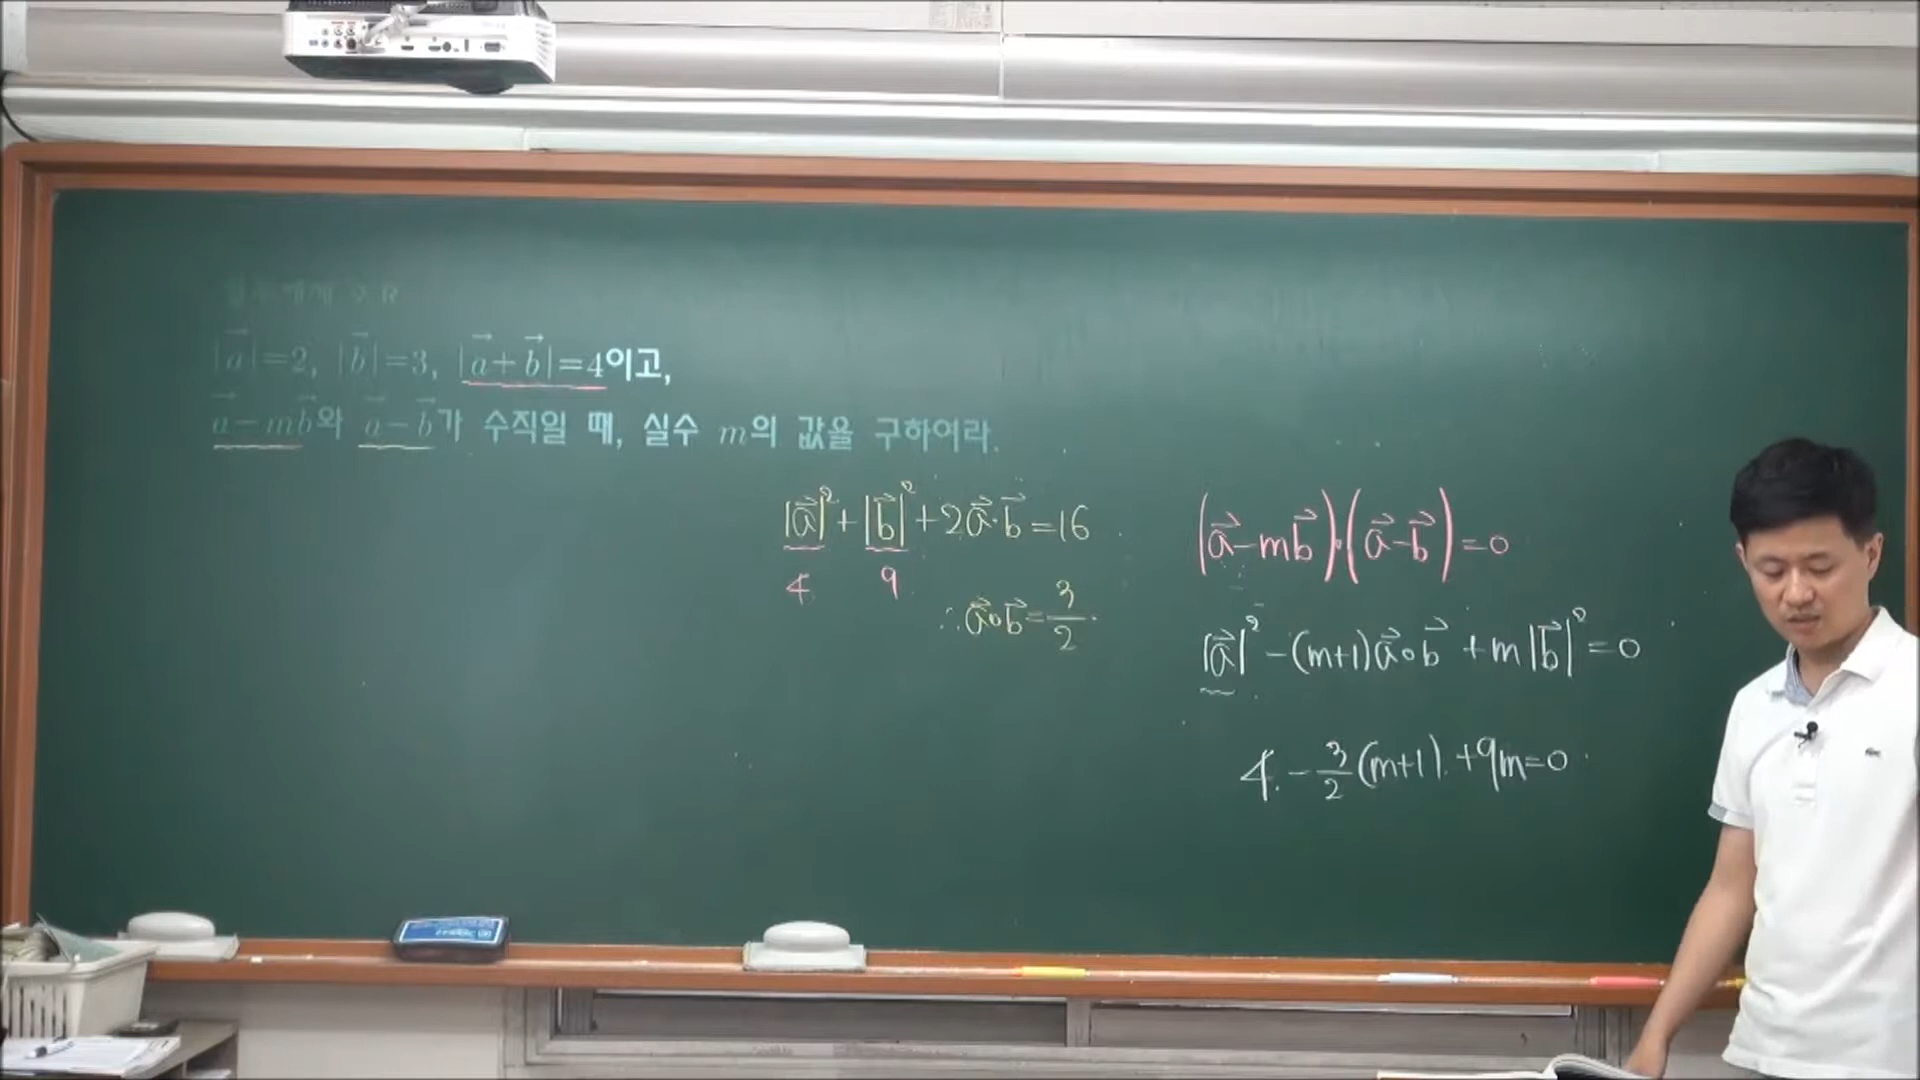 |a⃗|=2, |b⃗|=3, |a⃗+b⃗|=4이고,
a⃗-mb⃗와 a⃗-b⃗가 수직일 때, 실수 m의 값을 구하여라.
|a⃗|²+|b⃗|²+2a⃗·b⃗=16
4 9
∴a⃗∘b⃗=3/2
(a⃗-mb⃗)·(a⃗-b⃗)=0
|a⃗|²-(m+1)a⃗∘b⃗+m|b⃗|²=0
4-3/2(m+1)+9m=0